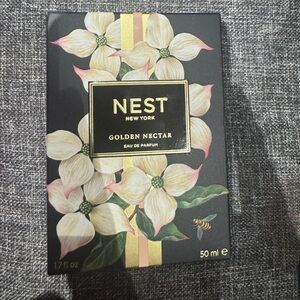 NEST
NEW YORK
GOLDEN NECTAR
EAU DE PARFUM
1.7 fl oz
50 ml e